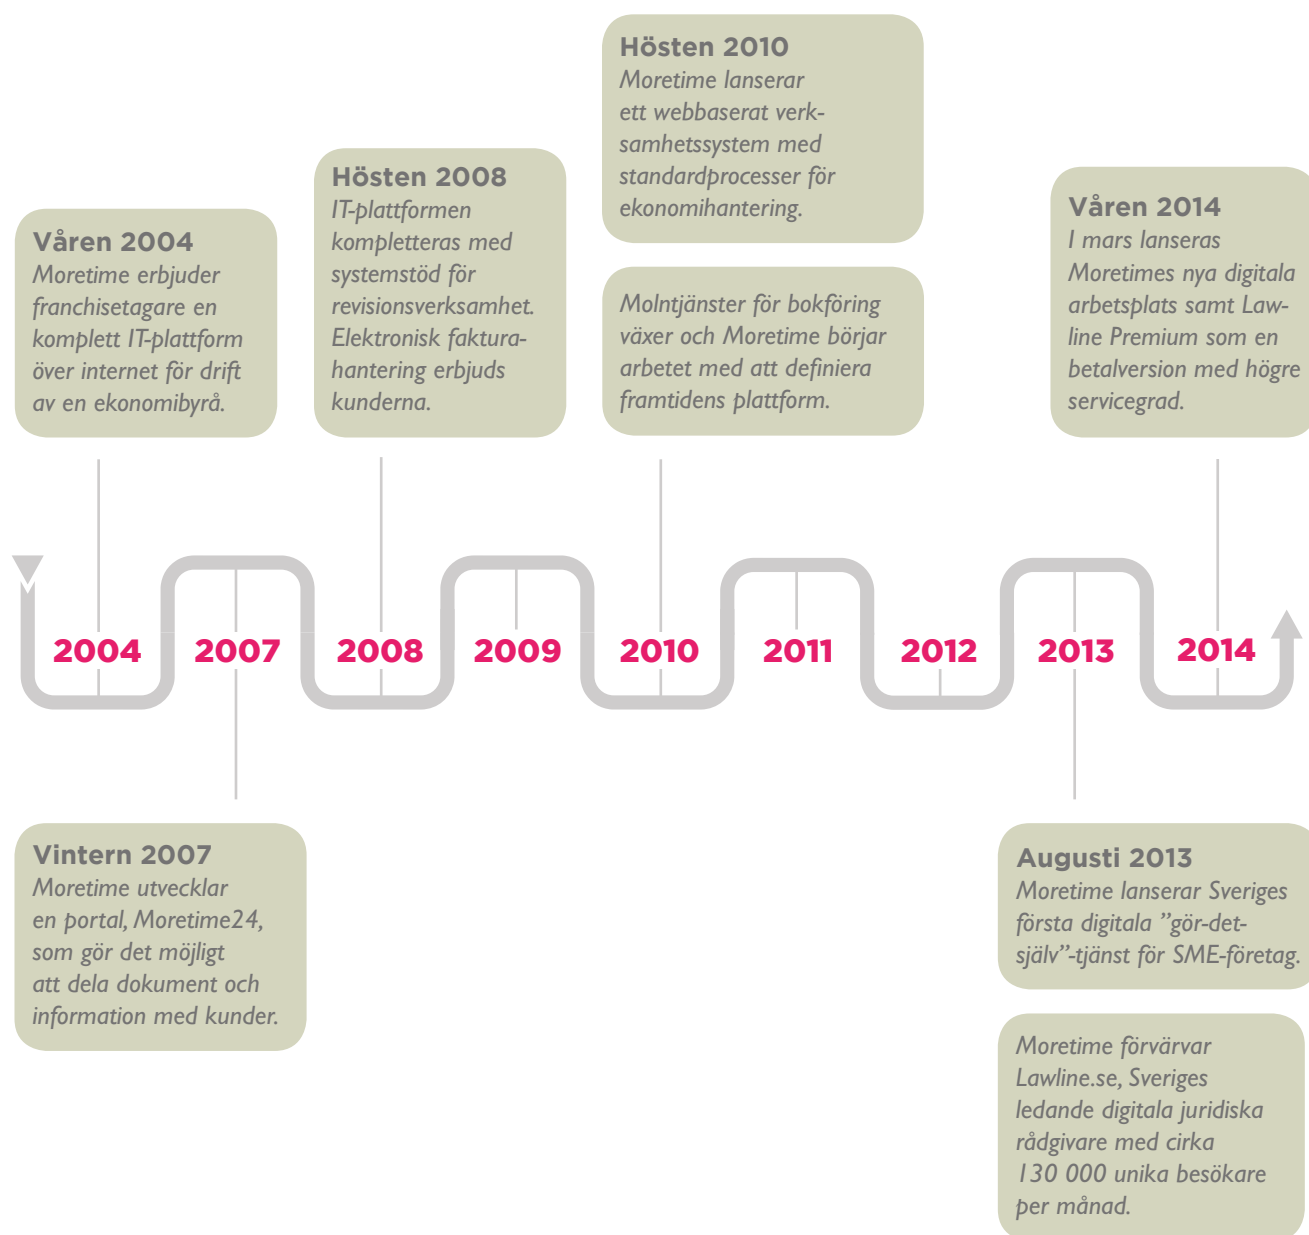 Hösten 2010
Moretime lanserar
ett webbaserat verk-
samhetssystem med
standardprocesser för
ekonomihantering.
Molntjänster för bokföring
växer och Moretime börjar
arbetet med att definiera
framtidens plattform.
Hösten 2008
IT-plattformen
kompletteras med
systemstöd för
revisionsverksamhet.
Elektronisk faktura-
hantering erbjuds
kunderna.
Våren 2004
Moretime erbjuder
franchisetagare en
komplett IT-plattform
över internet för drift
av en ekonomibyrå.
Våren 2014
I mars lanseras
Moretimes nya digitala
arbetsplats samt Law-
line Premium som en
betalversion med högre
servicegrad.
2004 2007 2008 2009 2010 2011 2012 2013 2014
Vintern 2007
Moretime utvecklar
en portal, Moretime24,
som gör det möjligt
att dela dokument och
information med kunder.
Augusti 2013
Moretime lanserar Sveriges
första digitala ”gör-det-
själv”-tjänst för SME-företag.
Moretime förvärvar
Lawline.se, Sveriges
ledande digitala juridiska
rådgivare med cirka
130 000 unika besökare
per månad.